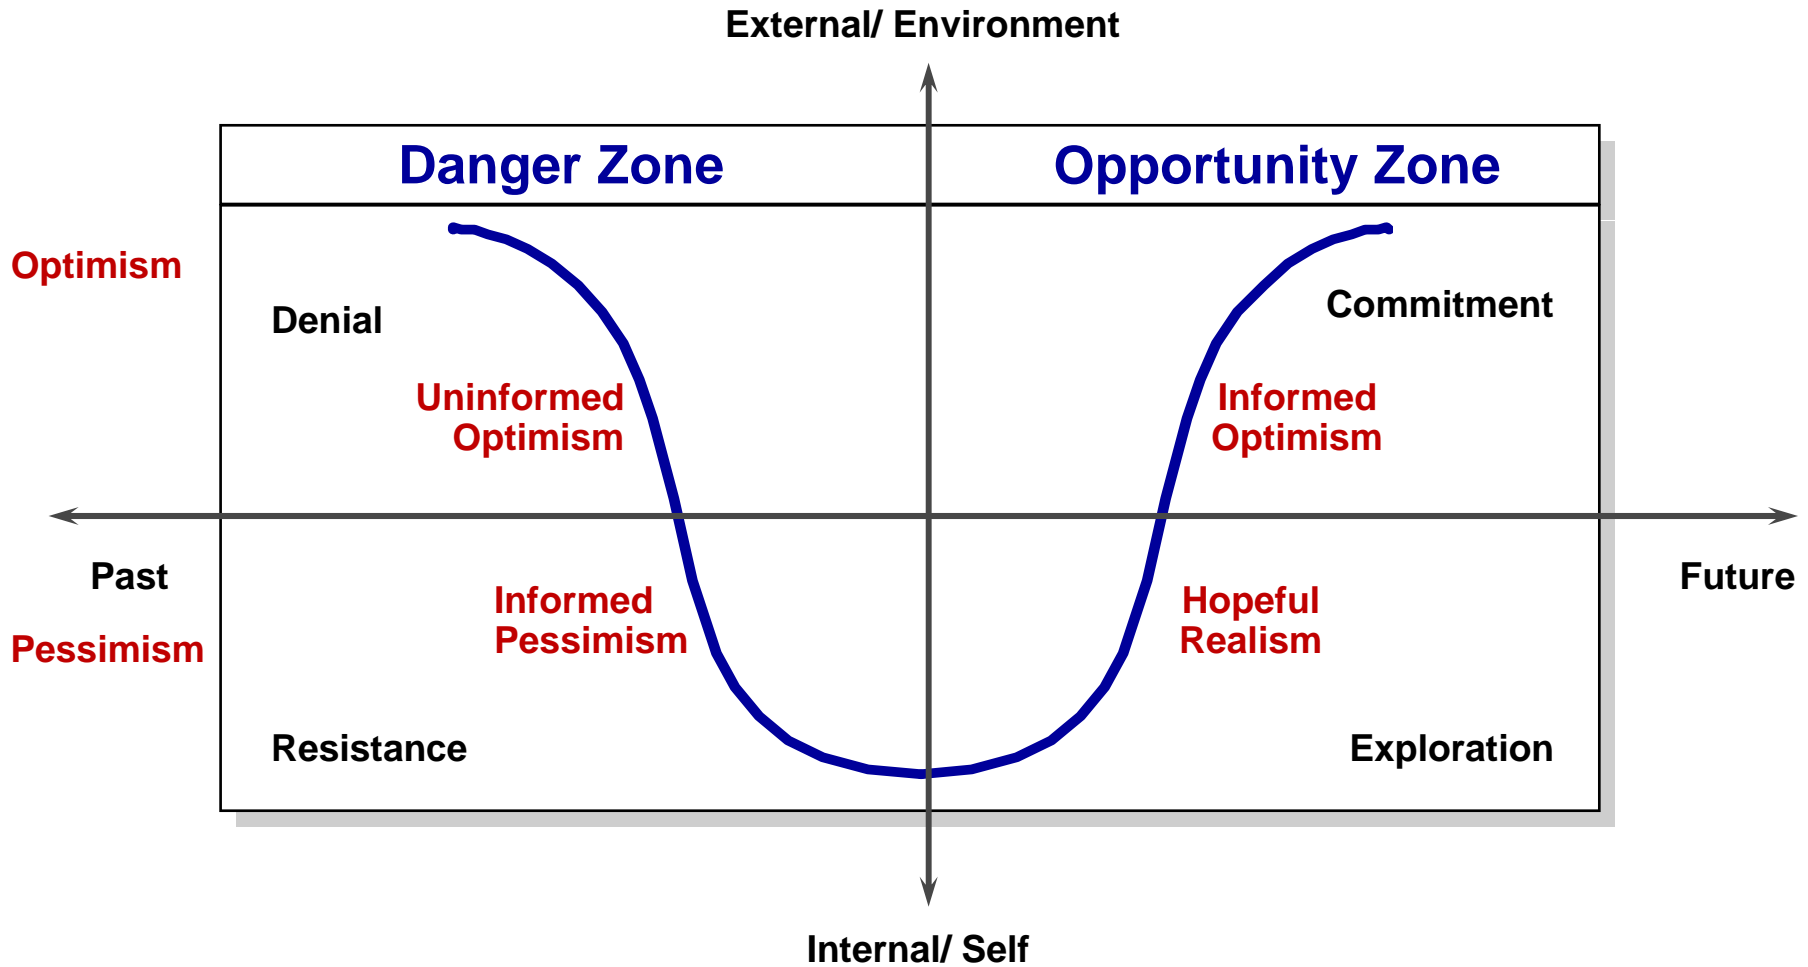 External/ Environment
Danger Zone
Opportunity Zone
Optimism
Denial
Commitment
Uninformed
Optimism
Informed
Optimism
Past
Future
Informed
Pessimism
Hopeful
Realism
Pessimism
Resistance
Exploration
Internal/ Self